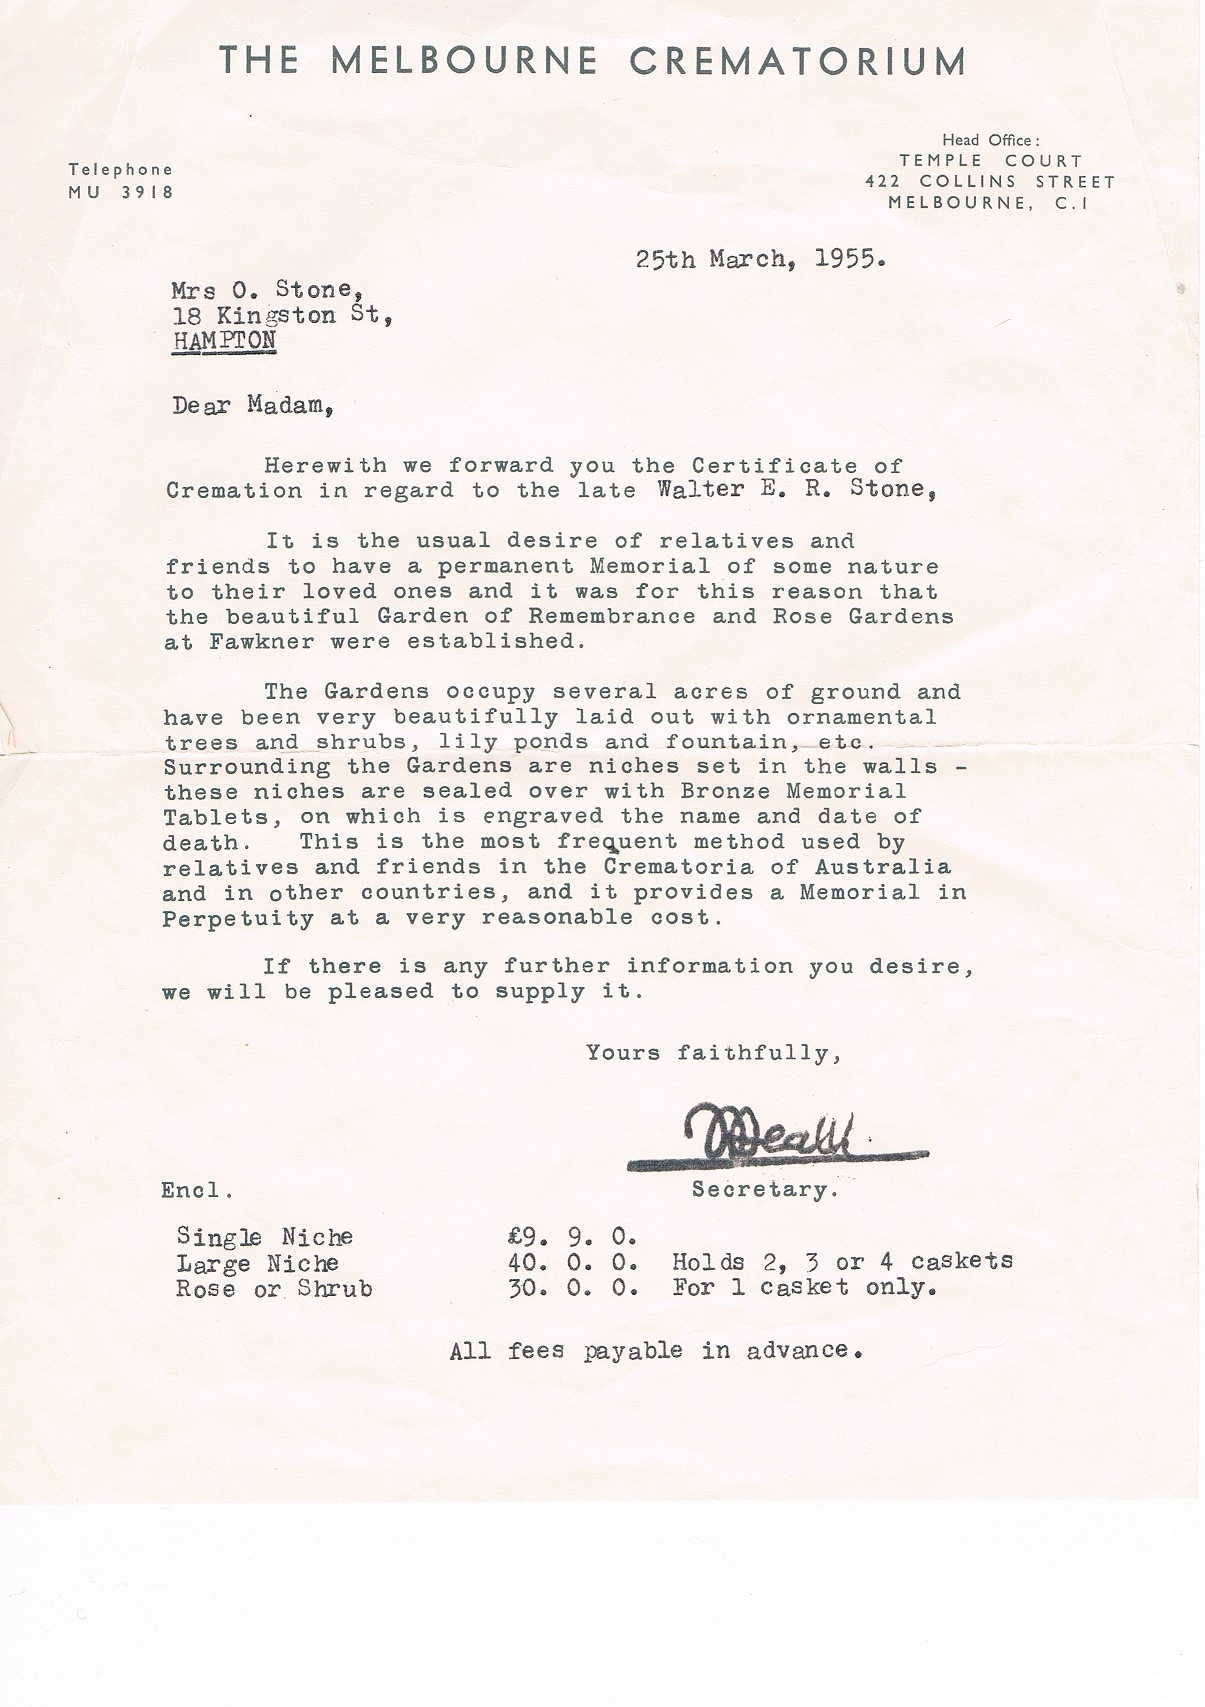 THE MELBOURNE CREMATORIUM
Telephone
MU 3918
Head Office:
TEMPLE COURT
422 COLLINS STREET
MELBOURNE, C.1
25th March, 1955.
Mrs O. Stone,
18 Kingston St,
HAMPTON
Dear Madam,
Herewith we forward you the Certificate of
Cremation in regard to the late Walter E. R. Stone,
It is the usual desire of relatives and
friends to have a permanent Memorial of some nature
to their loved ones and it was for this reason that
the beautiful Garden of Remembrance and Rose Gardens
at Fawkner were established.
The Gardens occupy several acres of ground and
have been very beautifully laid out with ornamental
trees and shrubs, lily ponds and fountain, etc.
Surrounding the Gardens are niches set in the walls -
these niches are sealed over with Bronze Memorial
Tablets, on which is engraved the name and date of
death. This is the most frequent method used by
relatives and friends in the Crematoria of Australia
and in other countries, and it provides a Memorial in
Perpetuity at a very reasonable cost.
If there is any further information you desire,
we will be pleased to supply it.
Yours faithfully,
Encl.
Secretary.
Single Niche £9. 9. 0.
Large Niche 40. 0. 0. Holds 2, 3 or 4 caskets
Rose or Shrub 30. 0. 0. For 1 casket only.
All fees payable in advance.